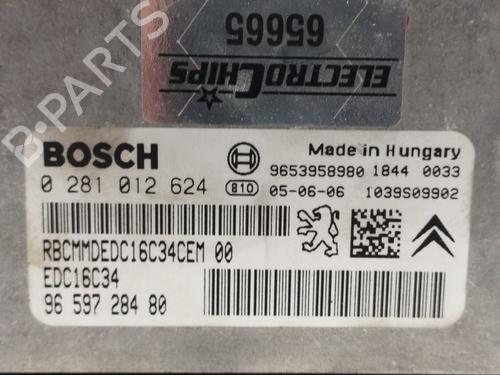 65665
ELECTROCHIPS
B-PARTS
BOSCH
Made in Hungary
9653958980 1844 0033
0 281 012 624 810 05-06-06 1039S09902
RBCMMDEDC16C34CEM 00
EDC16C34
96 597 284 80